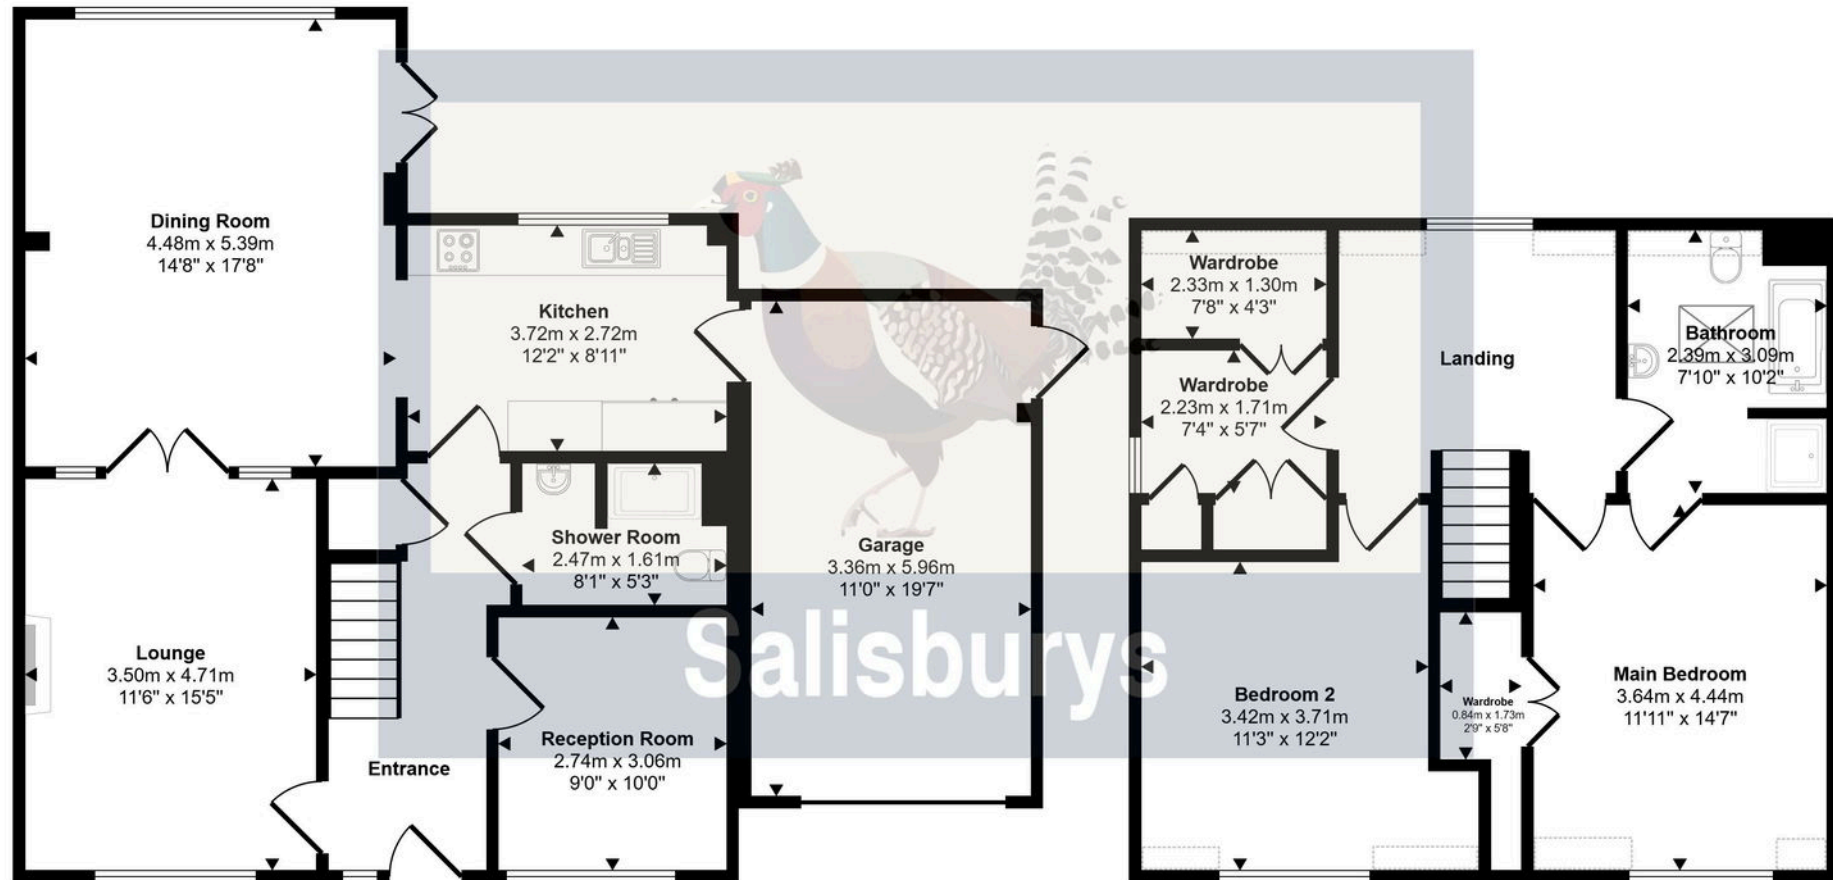 Dining Room
4.48m x 5.39m
14'8" x 17'8"
Kitchen
3.72m x 2.72m
12'2" x 8'11"
Shower Room
2.47m x 1.61m
8'1" x 5'3"
Garage
3.36m x 5.96m
11'0" x 19'7"
Lounge
3.50m x 4.71m
11'6" x 15'5"
Entrance
Reception Room
2.74m x 3.06m
9'0" x 10'0"
Salisburys
Wardrobe
2.33m x 1.30m
7'8" x 4'3"
Wardrobe
2.23m x 1.71m
7'4" x 5'7"
Landing
Bathroom
2.39m x 3.09m
7'10" x 10'2"
Bedroom 2
3.42m x 3.71m
11'3" x 12'2"
Wardrobe
0.84m x 1.73m
2'9" x 5'8"
Main Bedroom
3.64m x 4.44m
11'11" x 14'7"